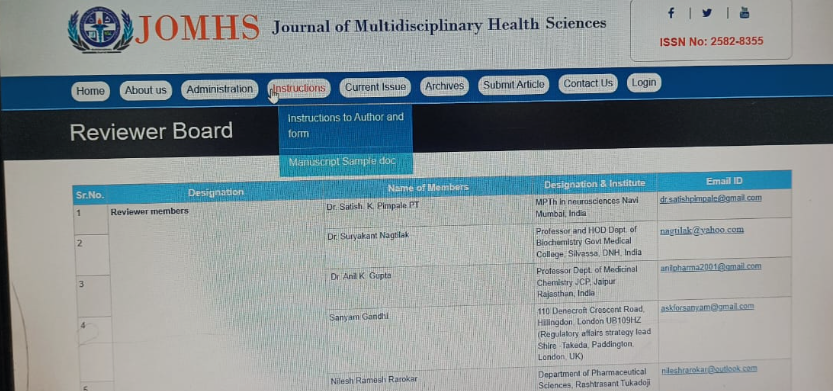 JOMHS Journal of Multidisciplinary Health Sciences
f | |
ISSN No: 2582-8355
Home About us Administration Instructions Current Issue Archives Submit Article Contact Us Login
Instructions to Author and
form
Manuscript Sample doc
Reviewer Board
Sr.No. Designation Name of Members Designation & Institute Email ID
1 Reviewer members Dr. Satish. K. Pimpale PT MPTh in neurosciences Navi
Mumbai, India
dr.satishpimpale@gmail.com
2 Dr. Suryakant Nagtilak Professor and HOD Dept. of
Biochemistry Govt Medical
College, Silvassa, DNH, India
nagtilak@yahoo.com
3 Dr Anil K. Gupta Professor Dept. of Medicinal
Chemistry JCP, Jaipur
Rajasthan, India
anilpharma2001@gmail.com
4 Sanyam Gandhi 110 Denecroft Crescent Road,
Hillingdon, London UB109HZ
(Regulatory affairs strategy lead
Shire -Takeda, Paddington,
London, UK)
askforsanyam@gmail.com
5 Nilesh Ramesh Rarokar Department of Pharmaceutical
Sciences, Rashtrasant Tukadoji
nileshrarokar@outlook.com